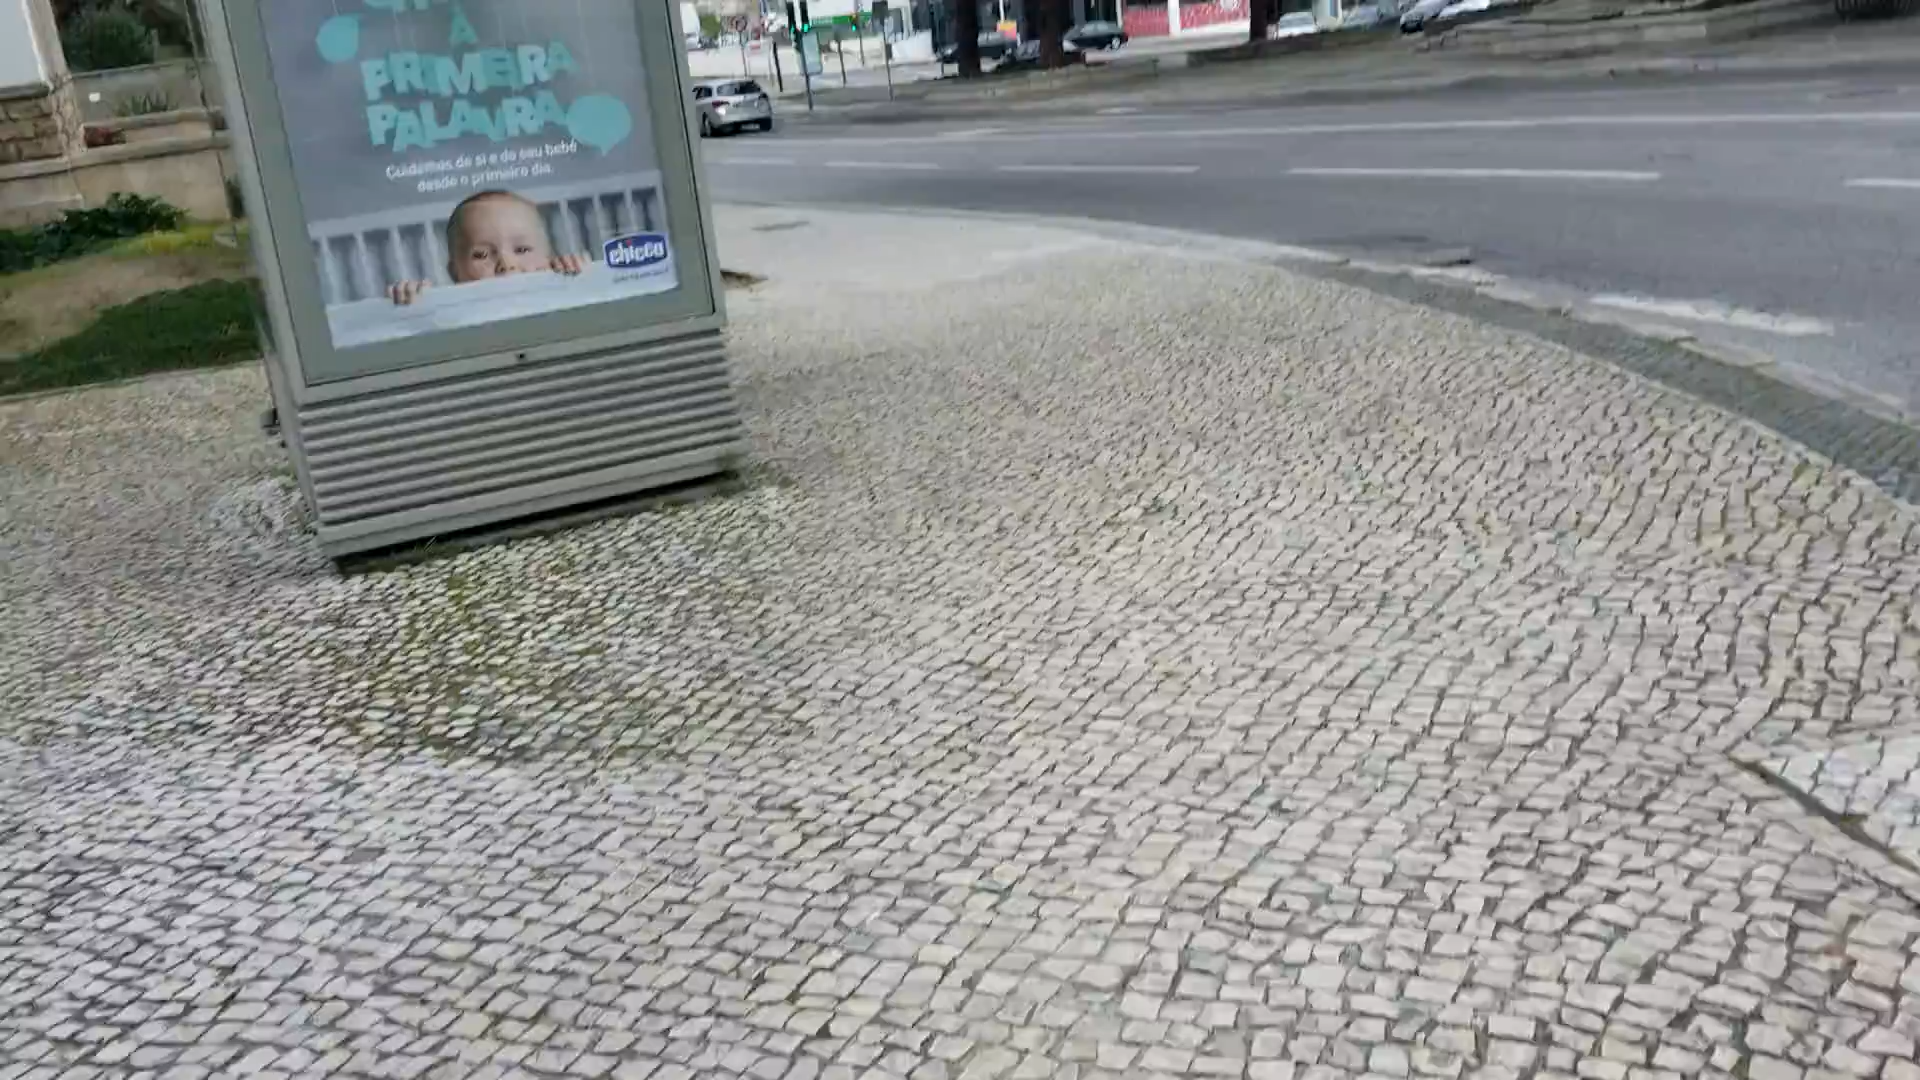 À
PRIMEIRA
PALAVRA
Cuidamos de si e do seu bebé
desde o primeiro dia.
chicco